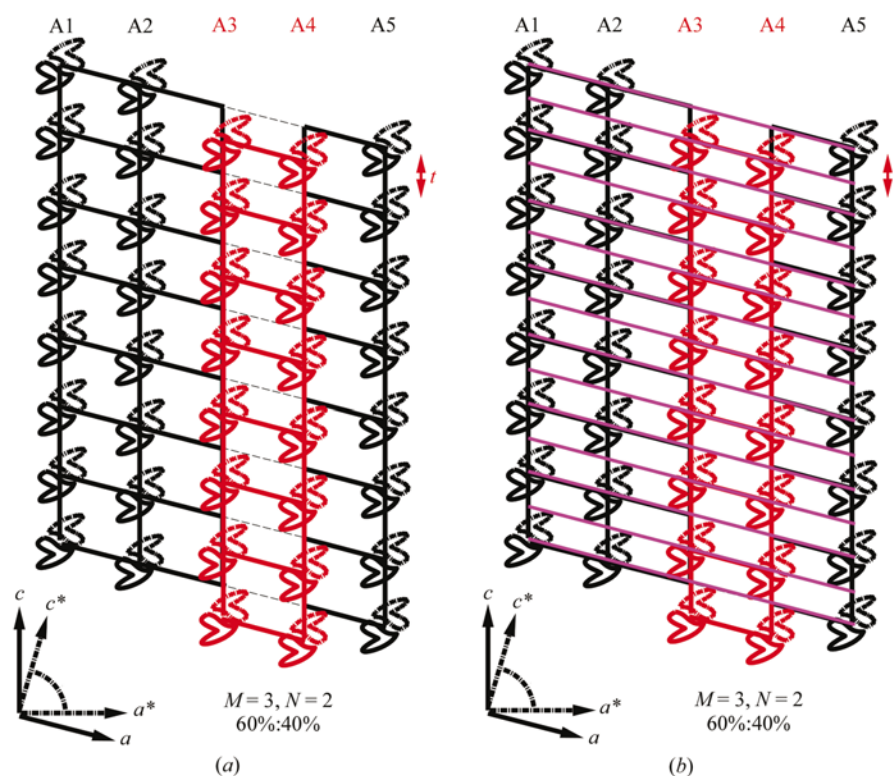 A1 A2 A3 A4 A5
t
c
c*
a*
a
M = 3, N = 2
60%:40%
(a)
A1 A2 A3 A4 A5
c
c*
a*
a
M = 3, N = 2
60%:40%
(b)